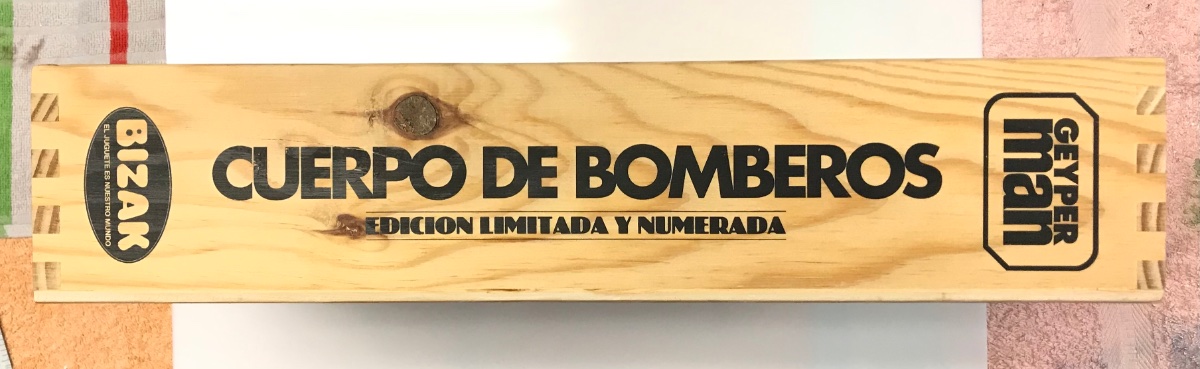 BIZAK
EL JUGUETE ES NUESTRO MUNDO
CUERPO DE BOMBEROS
EDICION LIMITADA Y NUMERADA
GEYPER
man